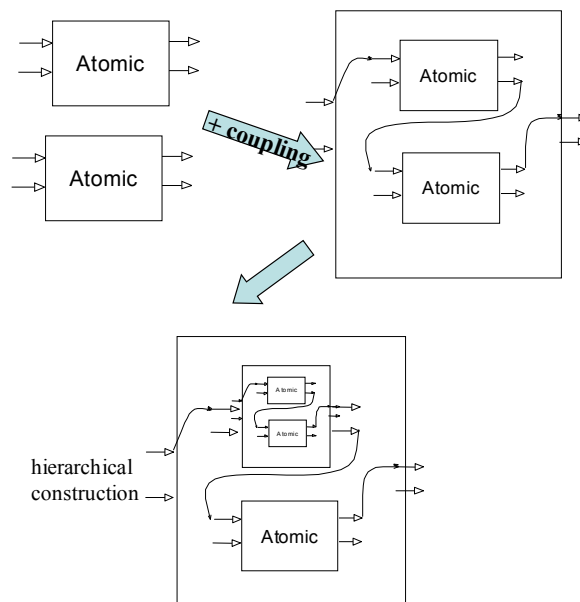 Atomic
Atomic
+ coupling
Atomic
Atomic
Atomic
Atomic
hierarchical
construction
Atomic